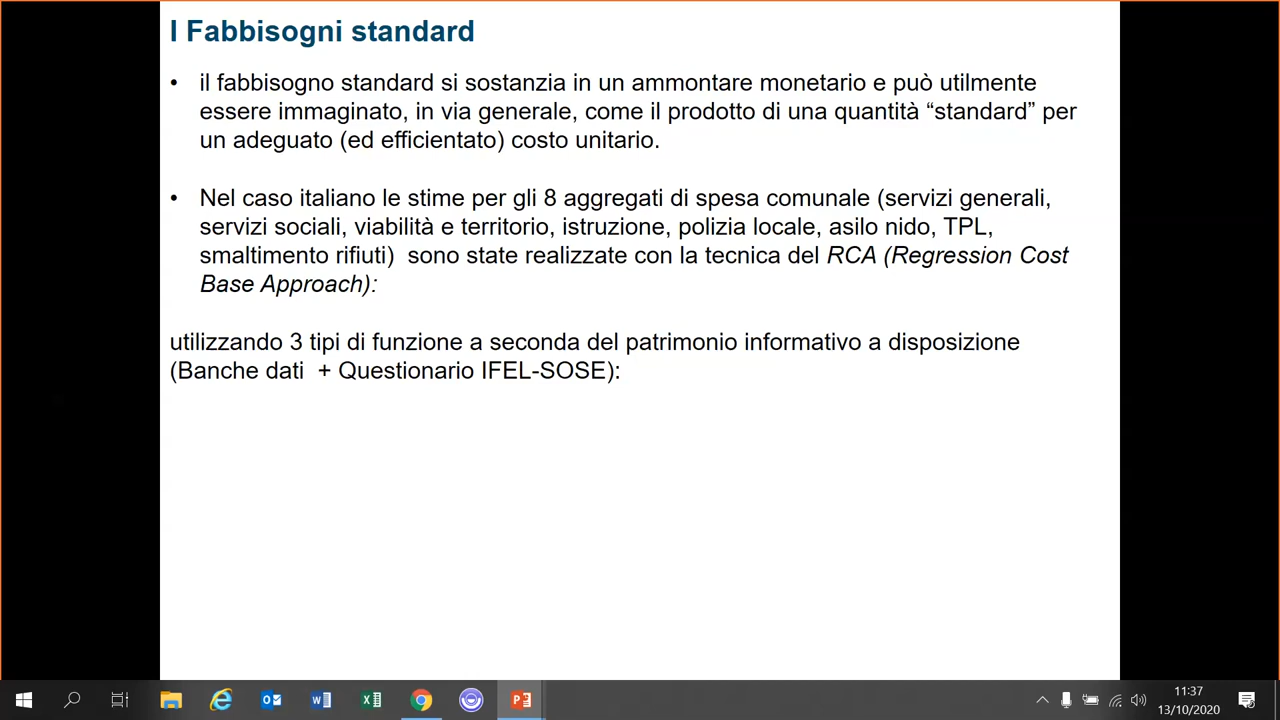 I Fabbisogni standard
• il fabbisogno standard si sostanzia in un ammontare monetario e può utilmente
essere immaginato, in via generale, come il prodotto di una quantità “standard” per
un adeguato (ed efficientato) costo unitario.
• Nel caso italiano le stime per gli 8 aggregati di spesa comunale (servizi generali,
servizi sociali, viabilità e territorio, istruzione, polizia locale, asilo nido, TPL,
smaltimento rifiuti) sono state realizzate con la tecnica del RCA (Regression Cost
Base Approach):
utilizzando 3 tipi di funzione a seconda del patrimonio informativo a disposizione
(Banche dati + Questionario IFEL-SOSE):
11:37
13/10/2020